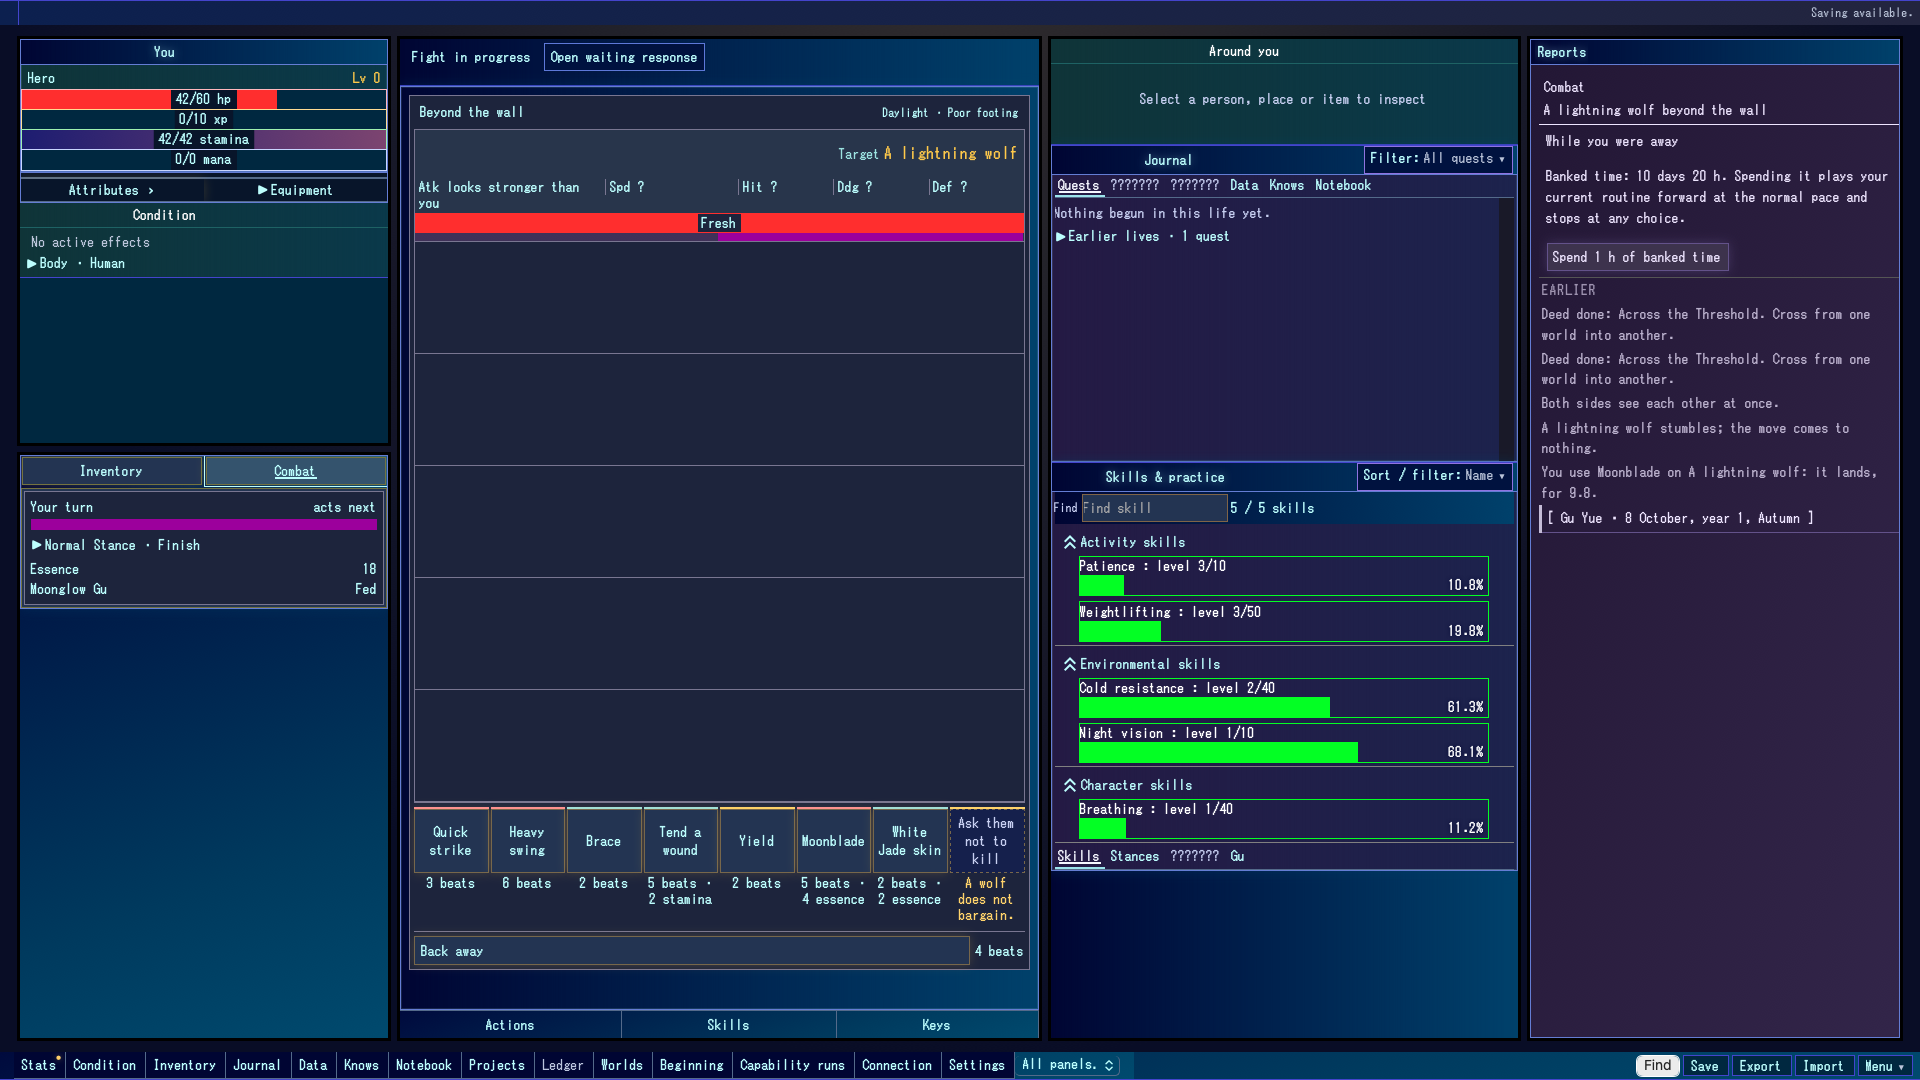 Saving available.
You
Hero Lv 0
42/60 hp
0/10 xp
42/42 stamina
0/0 mana
Attributes › ▶Equipment
Condition
No active effects
▶Body · Human
Inventory Combat
Your turn acts next
▶Normal Stance · Finish
Essence 18
Moonglow Gu Fed
Fight in progress Open waiting response
Beyond the wall Daylight · Poor footing
Target A lightning wolf
Atk looks stronger than you Spd ? Hit ? Ddg ? Def ?
Fresh
Quick strike
3 beats
Heavy swing
6 beats
Brace
2 beats
Tend a wound
5 beats · 2 stamina
Yield
2 beats
Moonblade
5 beats · 4 essence
White Jade skin
2 beats · 2 essence
Ask them not to kill
A wolf does not bargain.
Back away 4 beats
Actions Skills Keys
Around you
Select a person, place or item to inspect
Journal Filter: All quests ▾
Quests ??????? ??????? Data Knows Notebook
Nothing begun in this life yet.
▶Earlier lives · 1 quest
Skills & practice Sort / filter: Name ▾
Find Find skill 5 / 5 skills
Activity skills
Patience : level 3/10
10.8%
Weightlifting : level 3/50
19.8%
Environmental skills
Cold resistance : level 2/40
61.3%
Night vision : level 1/10
68.1%
Character skills
Breathing : level 1/40
11.2%
Skills Stances ??????? Gu
Reports
Combat
A lightning wolf beyond the wall
While you were away
Banked time: 10 days 20 h. Spending it plays your
current routine forward at the normal pace and
stops at any choice.
Spend 1 h of banked time
EARLIER
Deed done: Across the Threshold. Cross from one
world into another.
Deed done: Across the Threshold. Cross from one
world into another.
Both sides see each other at once.
A lightning wolf stumbles; the move comes to
nothing.
You use Moonblade on A lightning wolf: it lands,
for 9.8.
[ Gu Yue · 8 October, year 1, Autumn ]
Stats Condition Inventory Journal Data Knows Notebook Projects Ledger Worlds Beginning Capability runs Connection Settings All panels. Find Save Export Import Menu ▾